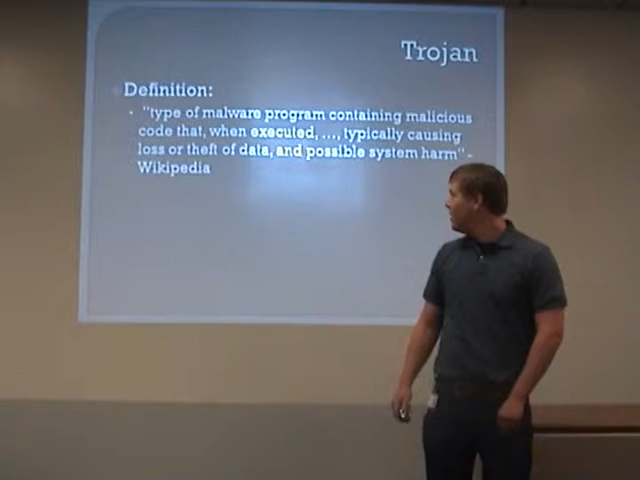 Trojan
Definition:
• "type of malware program containing malicious
code that, when executed, ..., typically causing
loss or theft of data, and possible system harm" -
Wikipedia